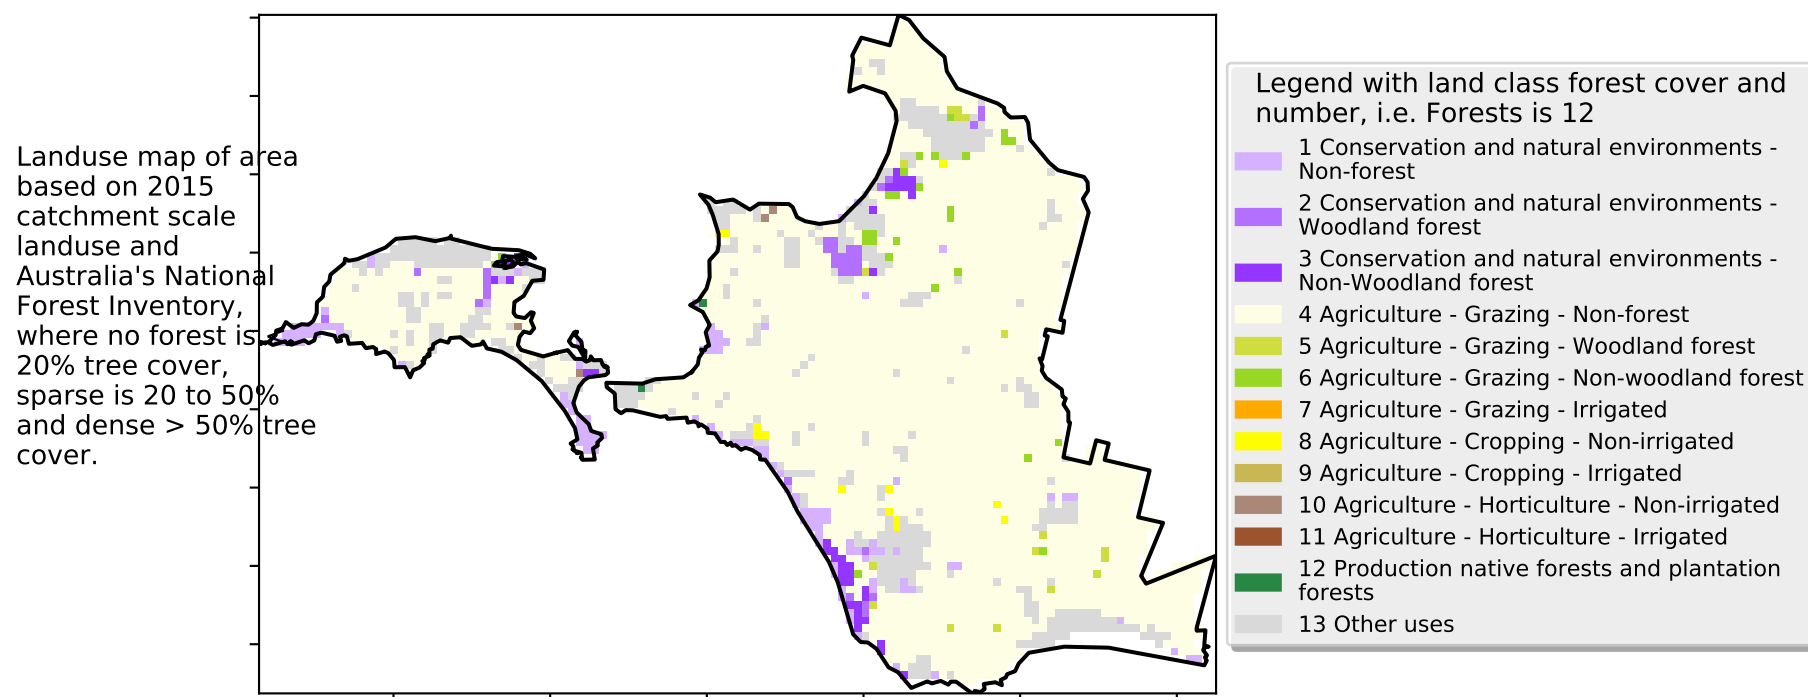 Landuse map of area
based on 2015
catchment scale
landuse and
Australia's National
Forest Inventory,
where no forest is
20% tree cover,
sparse is 20 to 50%
and dense > 50% tree
cover.
Legend with land class forest cover and
number, i.e. Forests is 12
1 Conservation and natural environments -
Non-forest
2 Conservation and natural environments -
Woodland forest
3 Conservation and natural environments -
Non-Woodland forest
4 Agriculture - Grazing - Non-forest
5 Agriculture - Grazing - Woodland forest
6 Agriculture - Grazing - Non-woodland forest
7 Agriculture - Grazing - Irrigated
8 Agriculture - Cropping - Non-irrigated
9 Agriculture - Cropping - Irrigated
10 Agriculture - Horticulture - Non-irrigated
11 Agriculture - Horticulture - Irrigated
12 Production native forests and plantation
forests
13 Other uses